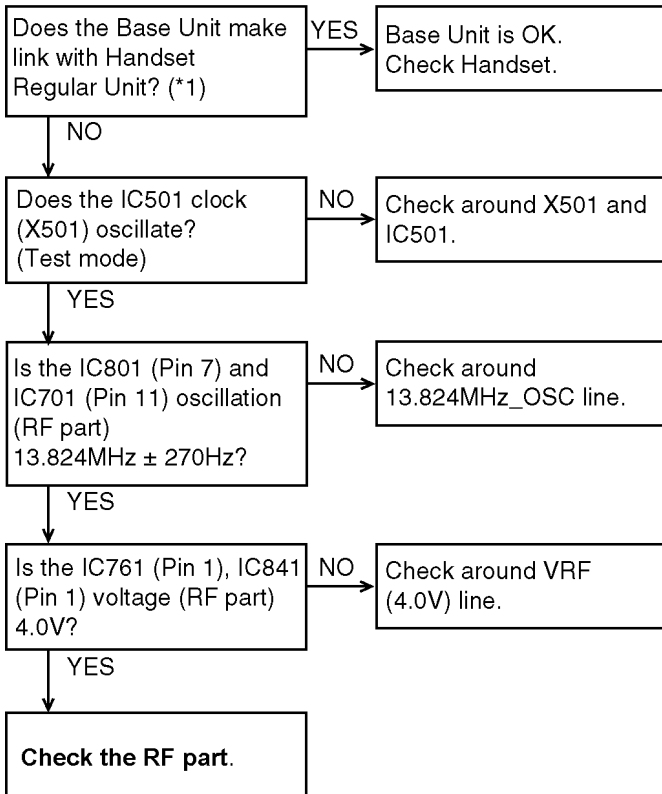 Does the Base Unit make
link with Handset
Regular Unit? (*1)
YES
Base Unit is OK.
Check Handset.
NO
Does the IC501 clock
(X501) oscillate?
(Test mode)
NO
Check around X501 and
IC501.
YES
Is the IC801 (Pin 7) and
IC701 (Pin 11) oscillation
(RF part)
13.824MHz ± 270Hz?
NO
Check around
13.824MHz_OSC line.
YES
Is the IC761 (Pin 1), IC841
(Pin 1) voltage (RF part)
4.0V?
NO
Check around VRF
(4.0V) line.
YES
Check the RF part.